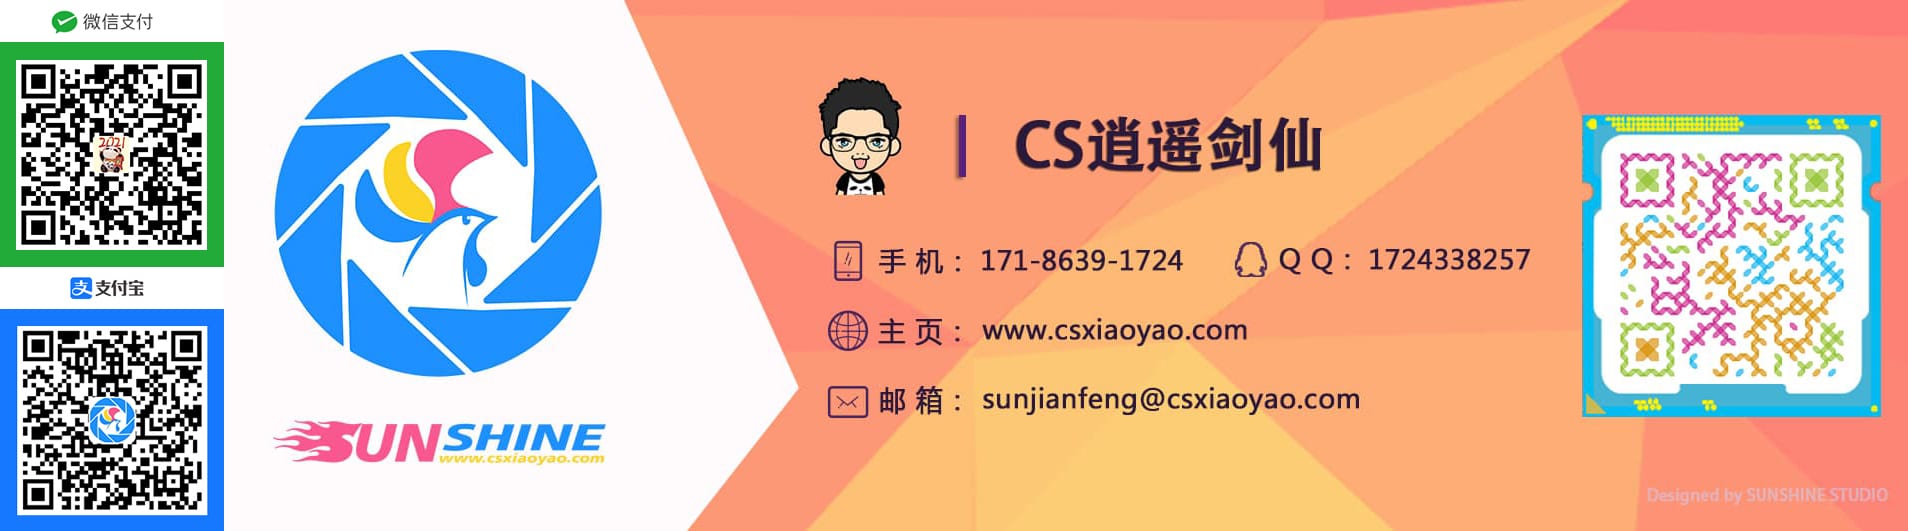 微信支付
2021
支付宝
SUNSHINE
www.csxiaoyao.com
CS逍遥剑仙
手机：171-8639-1724 QQ：1724338257
主页：www.csxiaoyao.com
邮箱：sunjianfeng@csxiaoyao.com
Designed by SUNSHINE STUDIO